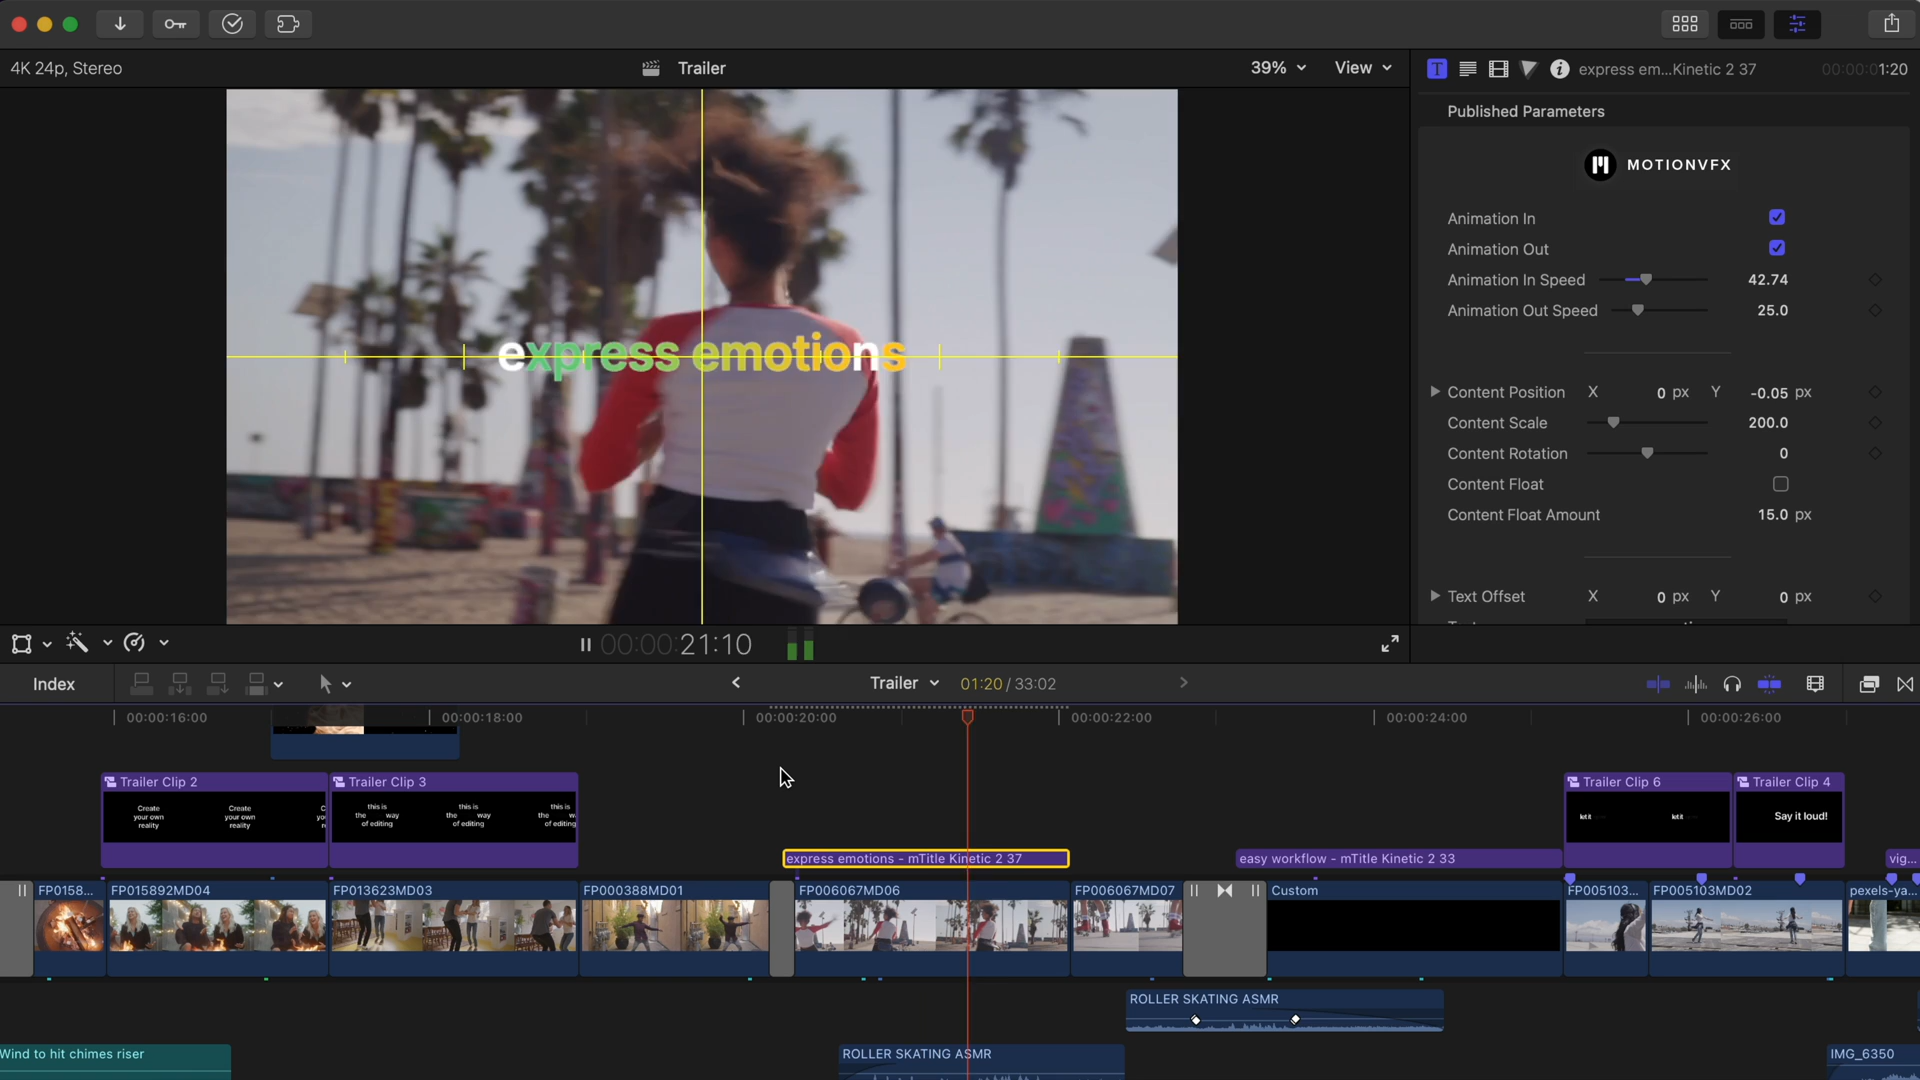 4K 24p, Stereo
Trailer
39%
View
T
express em...Kinetic 2 37
00:00:01:20
Published Parameters
MOTIONVFX
Animation In
Animation Out
Animation In Speed 42.74
Animation Out Speed 25.0
Content Position X 0 px Y -0.05 px
Content Scale 200.0
Content Rotation 0
Content Float
Content Float Amount 15.0 px
Text Offset X 0 px Y 0 px
express emotions
00:00:21:10
Index
Trailer 01:20 / 33:02
00:00:16:00
00:00:18:00
00:00:20:00
00:00:22:00
00:00:24:00
00:00:26:00
Trailer Clip 2
Trailer Clip 3
Trailer Clip 6
Trailer Clip 4
Create
your own
reality
Create
your own
reality
this is
the way
of editing
this is
the way
of editing
this is
the way
of editing
let it
let it
Say it loud!
express emotions - mTitle Kinetic 2 37
easy workflow - mTitle Kinetic 2 33
vig...
FP0158...
FP015892MD04
FP013623MD03
FP000388MD01
FP006067MD06
FP006067MD07
Custom
FP005103...
FP005103MD02
pexels-ya...
ROLLER SKATING ASMR
Wind to hit chimes riser
ROLLER SKATING ASMR
IMG_6350